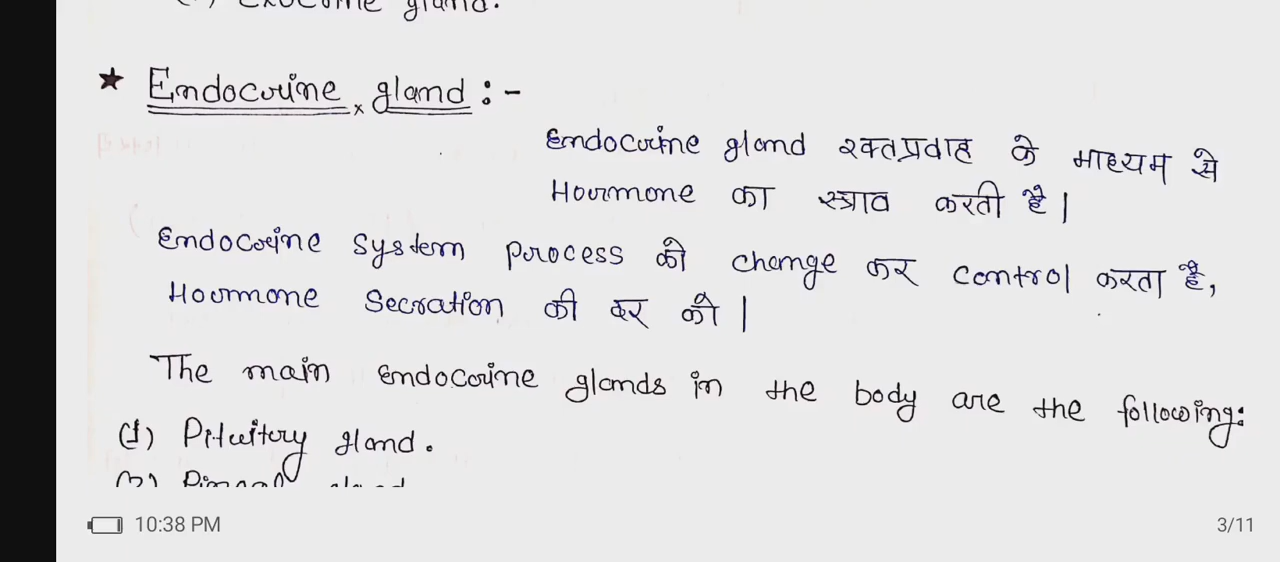 ★ Endocrine gland :-
Endocrine gland रक्तप्रवाह के माध्यम से
Hormone का स्त्राव करती है।
Endocrine system process को change कर control करता है,
Hormone Secration की दर को।
The main endocrine glands in the body are the following:
(1) Pituitory gland.
10:38 PM
3/11